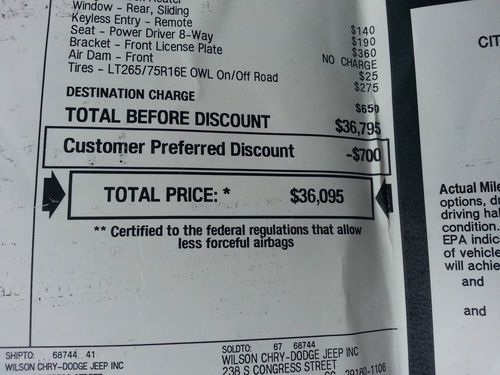 Heater
Window - Rear, Sliding
Keyless Entry - Remote $140
Seat - Power Driver 8-Way $190
Bracket - Front License Plate $360
Air Dam - Front NO CHARGE
Tires - LT265/75R16E OWL On/Off Road $25
$275
DESTINATION CHARGE $650
TOTAL BEFORE DISCOUNT $36,795
Customer Preferred Discount -$700
TOTAL PRICE: * $36,095
** Certified to the federal regulations that allow
less forceful airbags
SHIPTO: 68744 41
WILSON CHRY-DODGE JEEP INC
SOLDTO: 67 68744
WILSON CHRY-DODGE JEEP INC
238 S CONGRESS STREET
29180-1106
CIT
Actual Mile
options, dr
driving hal
condition.
EPA indic
of vehicle
will achie
and
and